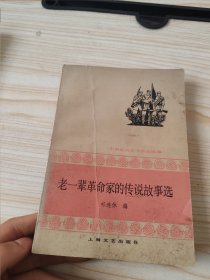 老一辈革命家的传说故事选
编
上海文艺出版社